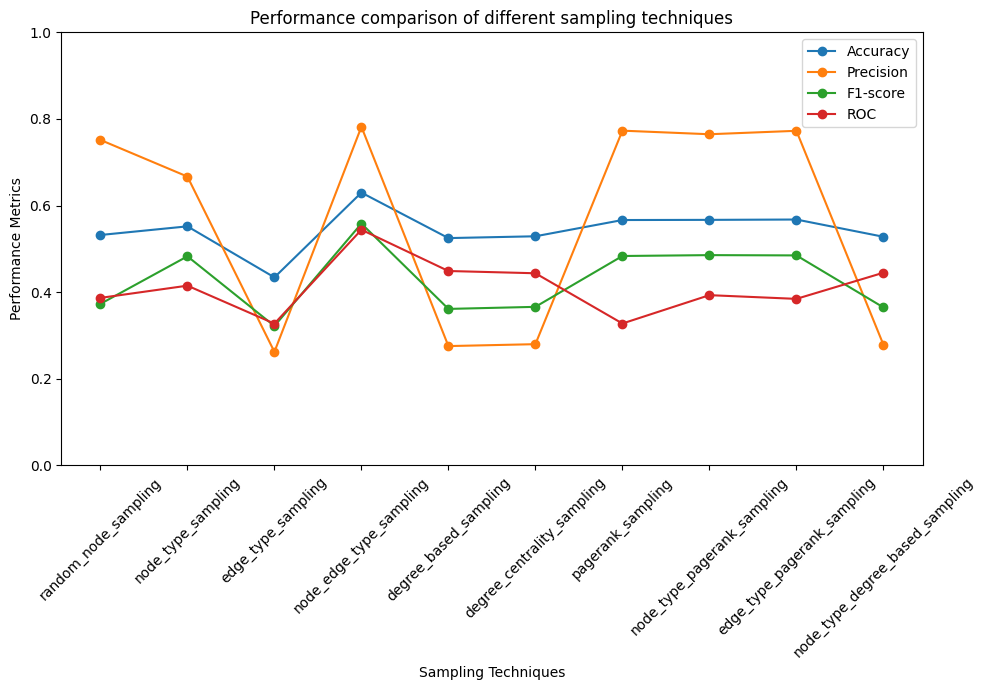 Performance comparison of different sampling techniques
Accuracy
Precision
F1-score
ROC
Performance Metrics
1.0
0.8
0.6
0.4
0.2
0.0
random_node_sampling
node_type_sampling
edge_type_sampling
node_edge_type_sampling
degree_based_sampling
degree_centrality_sampling
pagerank_sampling
node_type_pagerank_sampling
edge_type_pagerank_sampling
node_type_degree_based_sampling
Sampling Techniques